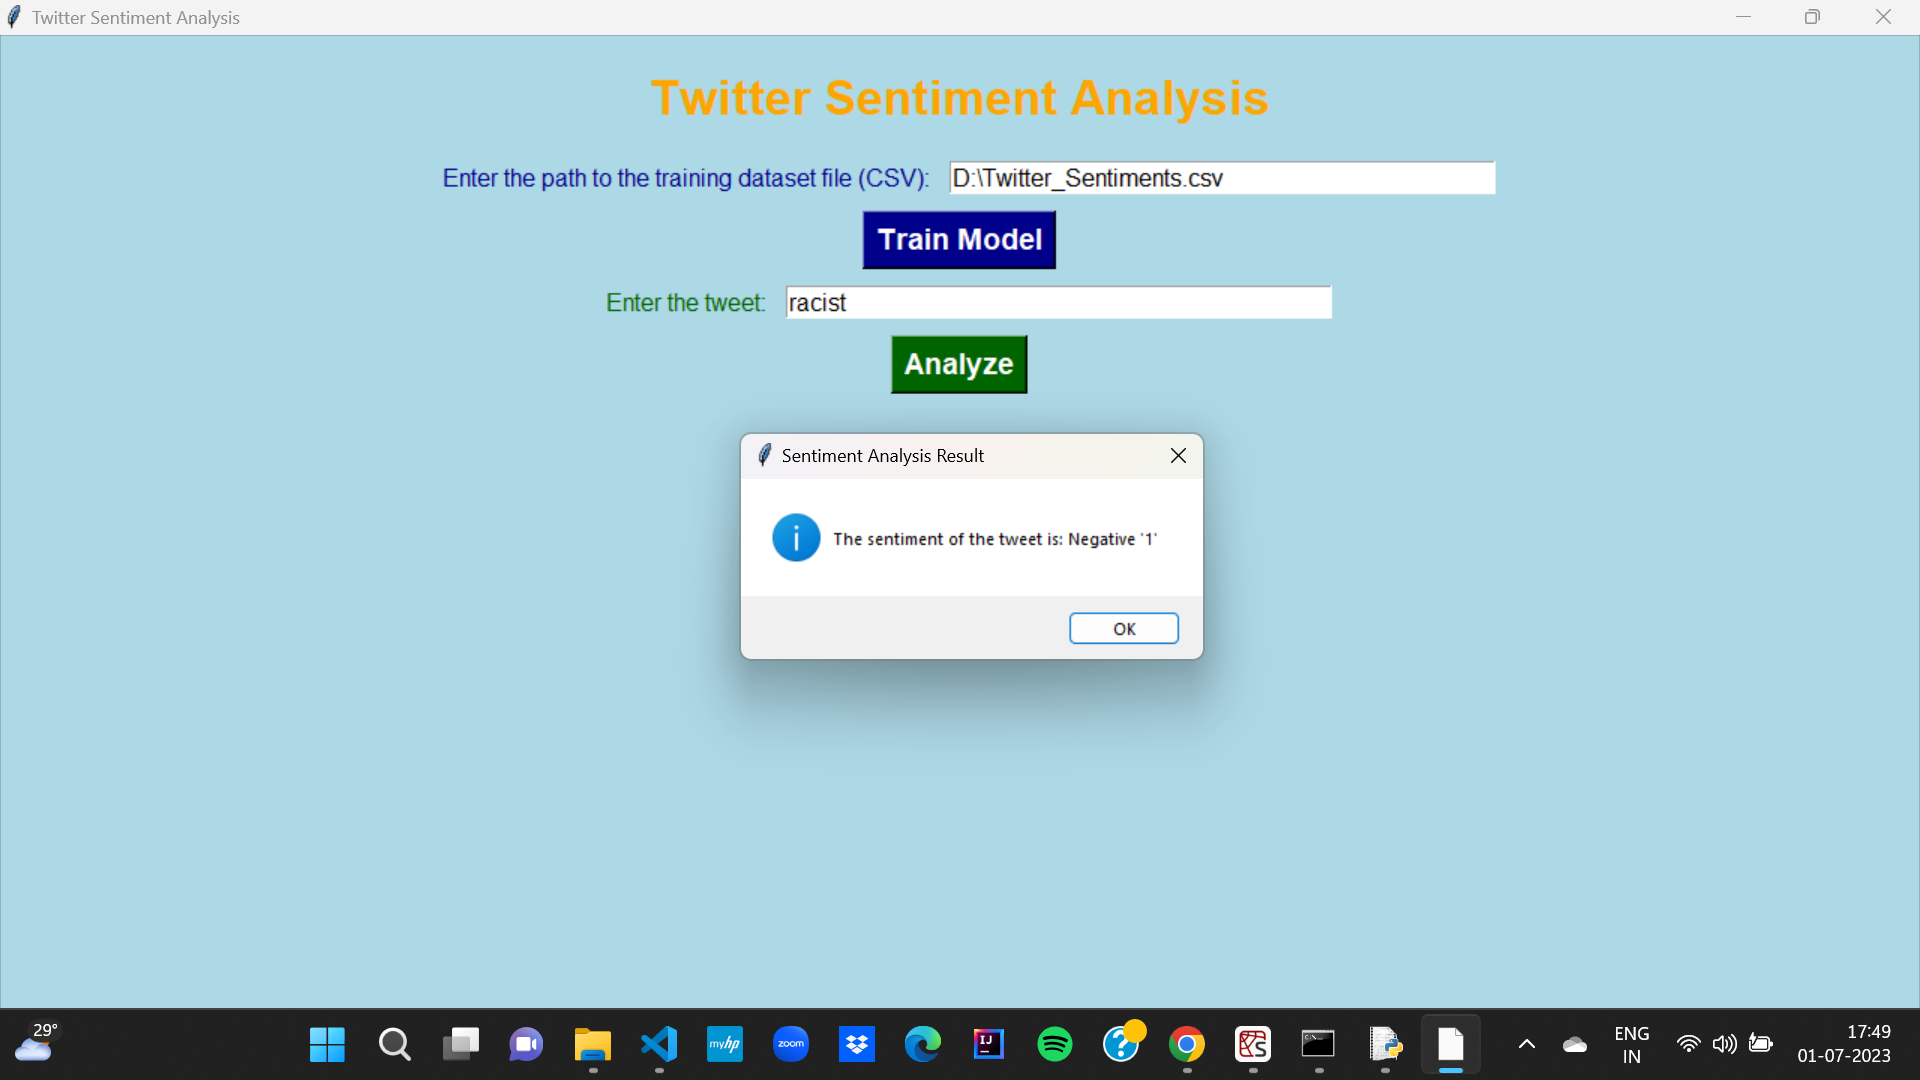 Twitter Sentiment Analysis
Twitter Sentiment Analysis
Enter the path to the training dataset file (CSV): D:\Twitter_Sentiments.csv
Train Model
Enter the tweet: racist
Analyze
Sentiment Analysis Result
The sentiment of the tweet is: Negative '1'
OK
29°
myhp
zoom
IJ
ENG
IN
17:49
01-07-2023